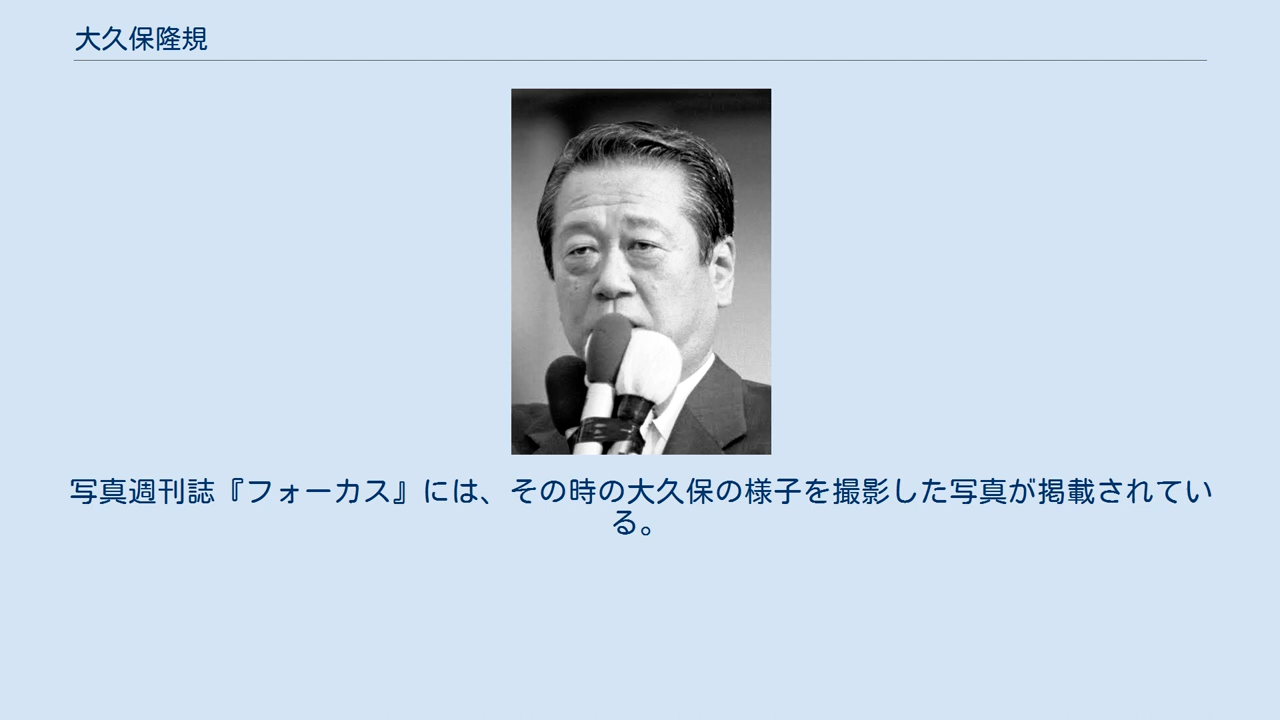 大久保隆規
写真週刊誌『フォーカス』には、その時の大久保の様子を撮影した写真が掲載されてい
る。